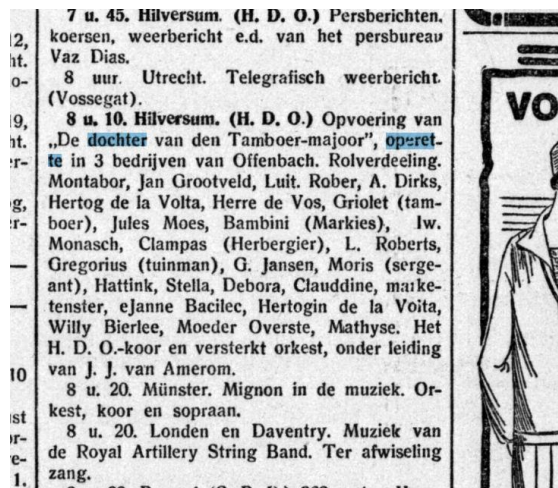 7 u. 45. Hilversum. (H. D. O.) Persberichten.
koersen, weerbericht e.d. van het persbureau
Vaz Dias.
8 uur. Utrecht. Telegrafisch weerbericht.
(Vossegat).
8 u. 10. Hilversum. (H. D. O.) Opvoering van
„De dochter van den Tamboer-majoor”, operet-
te in 3 bedrijven van Offenbach. Rolverdeeling.
Montabor, Jan Grootveld, Luit. Rober, A. Dirks,
Hertog de la Volta, Herre de Vos, Griolet (tam-
boer), Jules Moes, Bambini (Markies), Iw.
Monasch, Clampas (Herbergier), L. Roberts,
Gregorius (tuinman), G. Jansen, Moris (serge-
ant), Hattink, Stella, Debora, Clauddine, marke-
tenster, eJanne Bacilec, Hertogin de la Volta,
Willy Bierlee, Moeder Overste, Mathyse. Het
H. D. O.-koor en versterkt orkest, onder leiding
van J. J. van Amerom.
8 u. 20. Münster. Mignon in de muziek. Or-
kest, koor en sopraan.
8 u. 20. Londen en Daventry. Muziek van
de Royal Artillery String Band. Ter afwiseling
zang.
VO